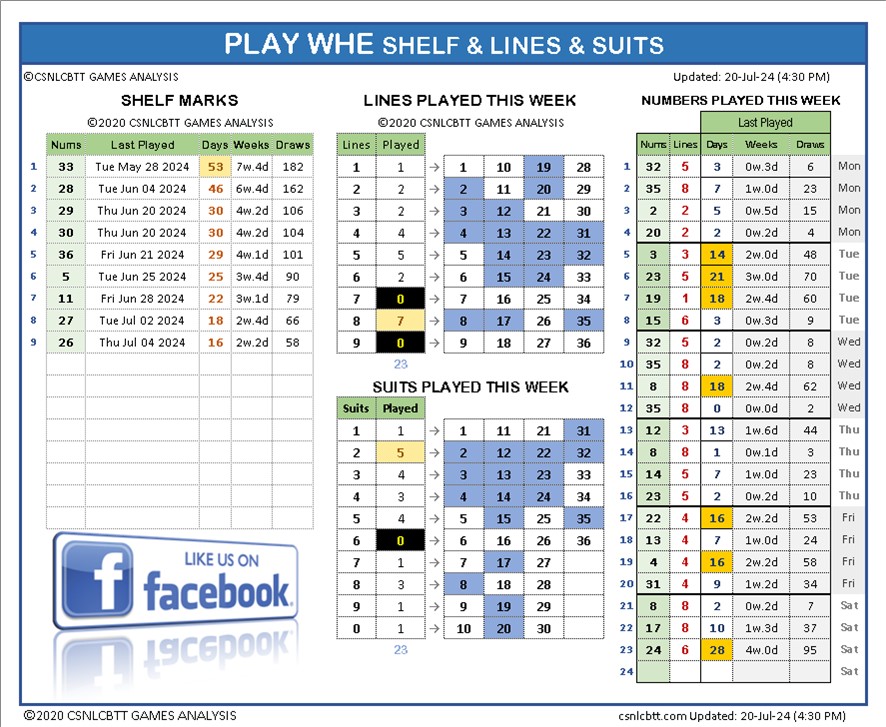 PLAY WHE SHELF & LINES & SUITS
©CSNLCBTT GAMES ANALYSIS
Updated: 20-Jul-24 (4:30 PM)
SHELF MARKS
©2020 CSNLCBTT GAMES ANALYSIS
Nums Last Played Days Weeks Draws
1 33 Tue May 28 2024 53 7w.4d 182
2 28 Tue Jun 04 2024 46 6w.4d 162
3 29 Thu Jun 20 2024 30 4w.2d 106
4 30 Thu Jun 20 2024 30 4w.2d 104
5 36 Fri Jun 21 2024 29 4w.1d 101
6 5 Tue Jun 25 2024 25 3w.4d 90
7 11 Fri Jun 28 2024 22 3w.1d 79
8 27 Tue Jul 02 2024 18 2w.4d 66
9 26 Thu Jul 04 2024 16 2w.2d 58
LIKE US ON
f facebook®
LINES PLAYED THIS WEEK
©2020 CSNLCBTT GAMES ANALYSIS
Lines Played
1 1 → 1 10 19 28
2 2 → 2 11 20 29
3 2 → 3 12 21 30
4 4 → 4 13 22 31
5 5 → 5 14 23 32
6 2 → 6 15 24 33
7 0 → 7 16 25 34
8 7 → 8 17 26 35
9 0 → 9 18 27 36
23
SUITS PLAYED THIS WEEK
Suits Played
1 1 → 1 11 21 31
2 5 → 2 12 22 32
3 4 → 3 13 23 33
4 3 → 4 14 24 34
5 4 → 5 15 25 35
6 0 → 6 16 26 36
7 1 → 7 17 27
8 3 → 8 18 28
9 1 → 9 19 29
0 1 → 10 20 30
23
NUMBERS PLAYED THIS WEEK
Last Played
Nums Lines Days Weeks Draws
1 32 5 3 0w.3d 6 Mon
2 35 8 7 1w.0d 23 Mon
3 2 2 5 0w.5d 15 Mon
4 20 2 2 0w.2d 4 Mon
5 3 3 14 2w.0d 48 Tue
6 23 5 21 3w.0d 70 Tue
7 19 1 18 2w.4d 60 Tue
8 15 6 3 0w.3d 9 Tue
9 32 5 2 0w.2d 8 Wed
10 35 8 2 0w.2d 8 Wed
11 8 8 18 2w.4d 62 Wed
12 35 8 0 0w.0d 2 Wed
13 12 3 13 1w.6d 44 Thu
14 8 8 1 0w.1d 3 Thu
15 14 5 7 1w.0d 23 Thu
16 23 5 2 0w.2d 10 Thu
17 22 4 16 2w.2d 53 Fri
18 13 4 7 1w.0d 24 Fri
19 4 4 16 2w.2d 58 Fri
20 31 4 9 1w.2d 34 Fri
21 8 8 2 0w.2d 7 Sat
22 17 8 10 1w.3d 37 Sat
23 24 6 28 4w.0d 95 Sat
24 Sat
©2020 CSNLCBTT GAMES ANALYSIS
csnlcbtt.com Updated: 20-Jul-24 (4:30 PM)